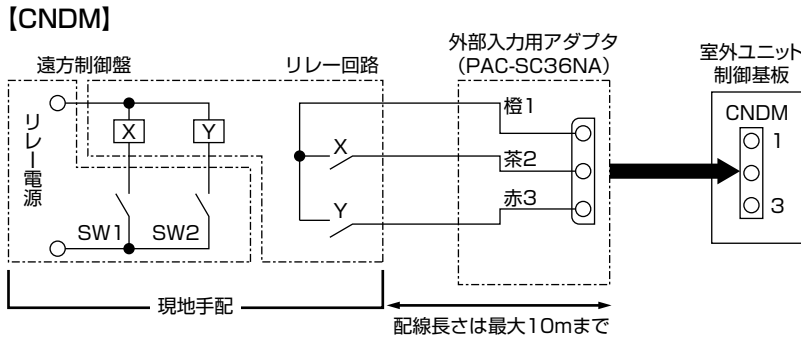 【CNDM】
遠方制御盤
リレー回路
外部入力用アダプタ
(PAC-SC36NA)
室外ユニット
制御基板
リレー電源
X
Y
SW1
SW2
X
Y
橙1
茶2
赤3
CNDM
1
3
現地手配
配線長さは最大10mまで